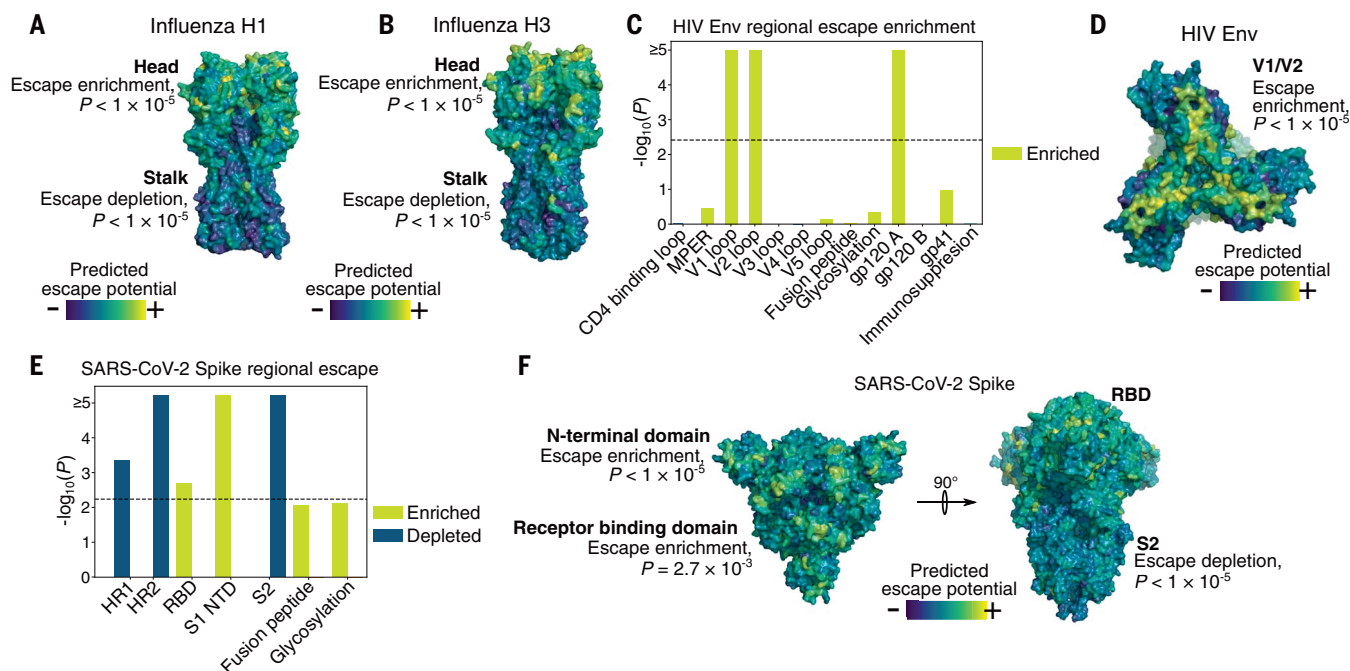 A
Influenza H1
Head
Escape enrichment,
P < 1 × 10-5
Stalk
Escape depletion,
P < 1 × 10-5
Predicted
escape potential
- +
B
Influenza H3
Head
Escape enrichment,
P < 1 × 10-5
Stalk
Escape depletion,
P < 1 × 10-5
Predicted
escape potential
- +
C
HIV Env regional escape enrichment
-log10(P)
≥5
4
3
2
1
0
CD4 binding loop
MPER
V1 loop
V2 loop
V3 loop
V4 loop
V5 loop
Fusion peptide
Glycosylation
gp120 A
gp120 B
gp41
Immunosuppresion
Enriched
D
HIV Env
V1/V2
Escape
enrichment,
P < 1 × 10-5
Predicted
escape potential
- +
E
SARS-CoV-2 Spike regional escape
-log10(P)
≥5
4
3
2
1
0
HR1
HR2
RBD
S1 NTD
S2
Fusion peptide
Glycosylation
Enriched
Depleted
F
SARS-CoV-2 Spike
N-terminal domain
Escape enrichment,
P < 1 × 10-5
Receptor binding domain
Escape enrichment,
P = 2.7 × 10-3
90°
RBD
S2
Escape depletion,
P < 1 × 10-5
Predicted
escape potential
- +